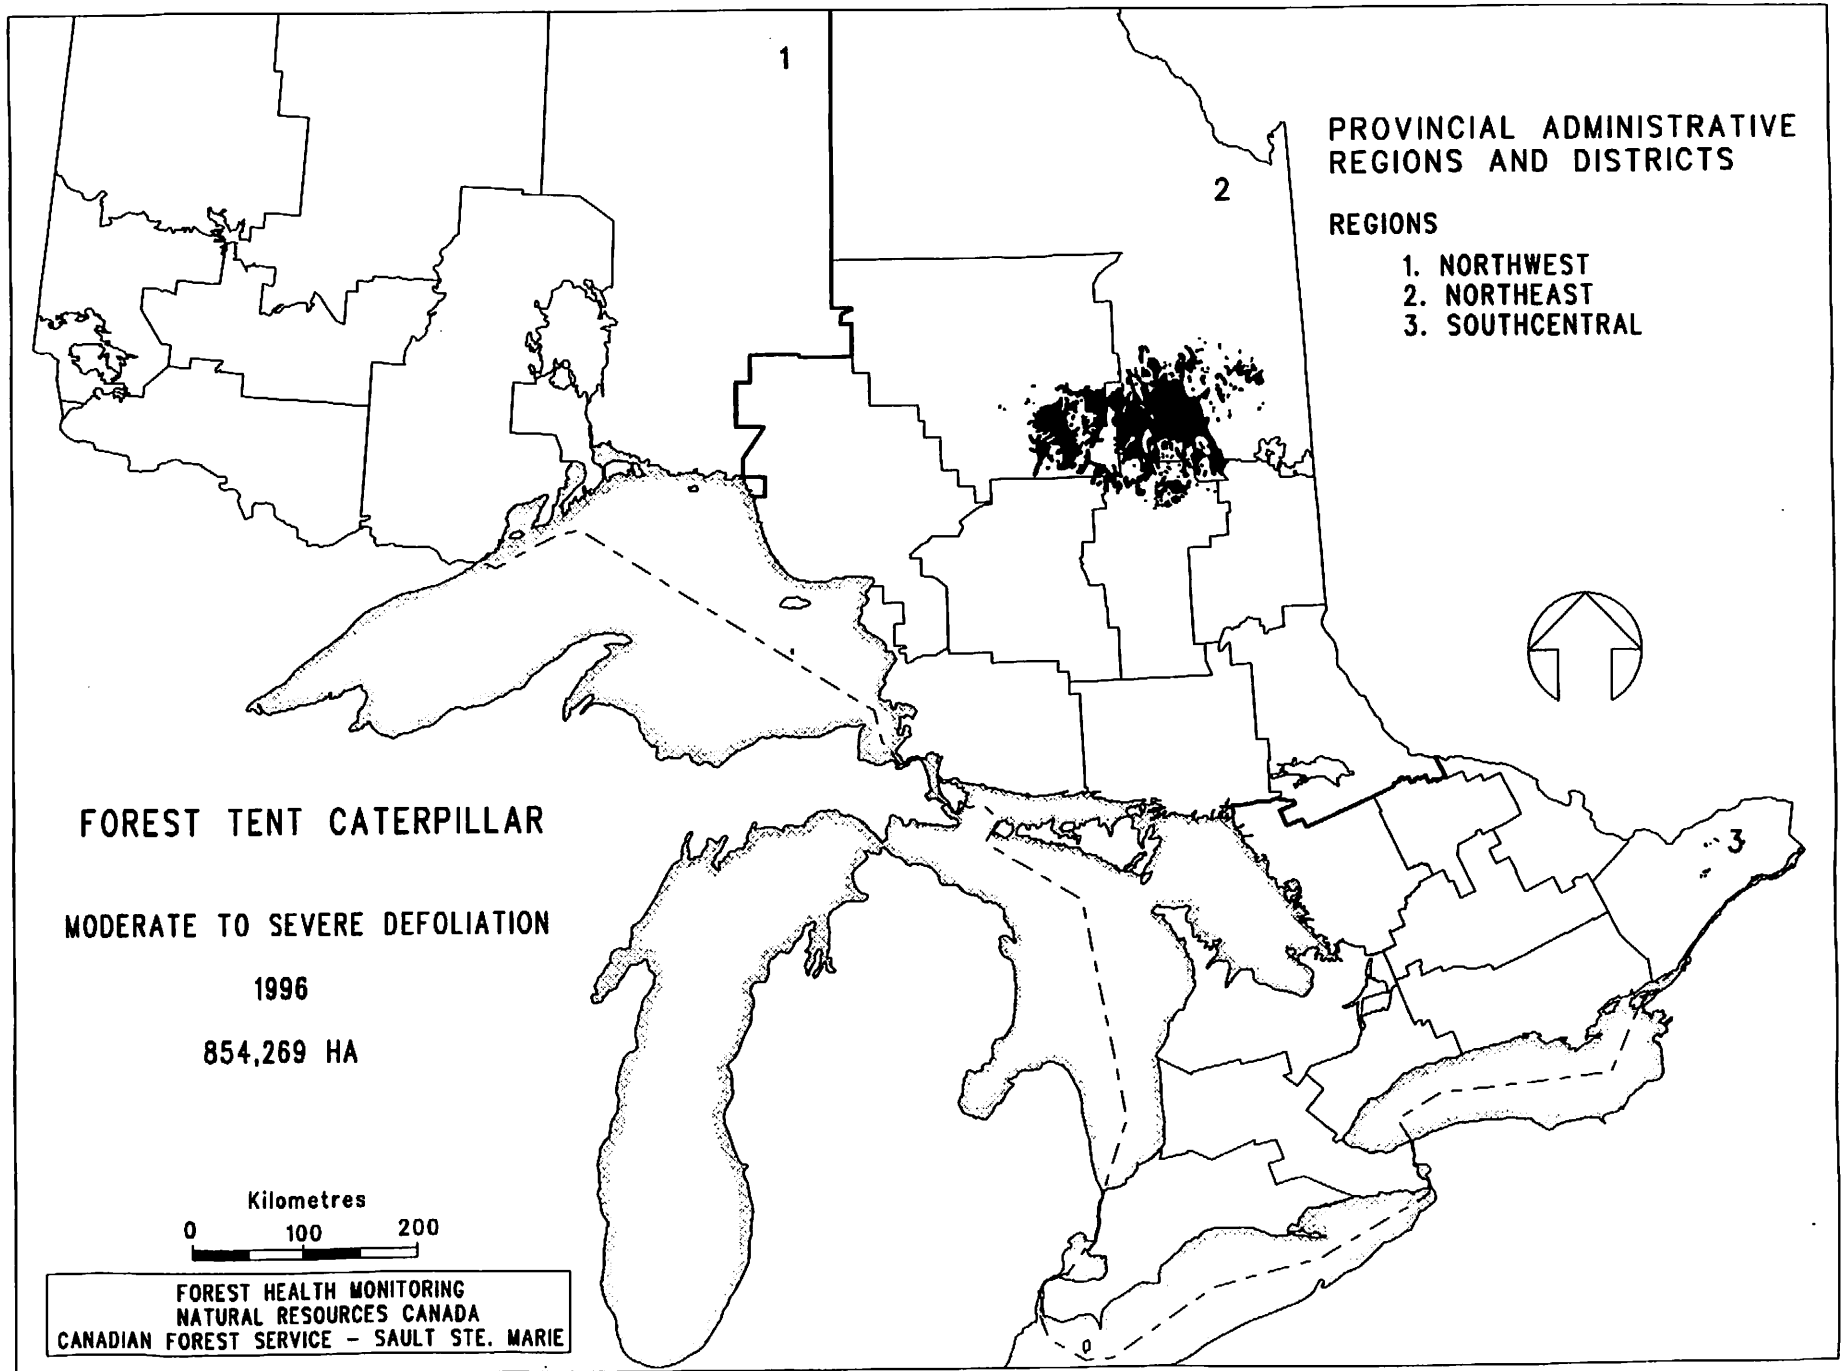 1
PROVINCIAL ADMINISTRATIVE
REGIONS AND DISTRICTS
2
REGIONS
1. NORTHWEST
2. NORTHEAST
3. SOUTHCENTRAL
FOREST TENT CATERPILLAR
3
MODERATE TO SEVERE DEFOLIATION
1996
854,269 HA
Kilometres
0 100 200
FOREST HEALTH MONITORING
NATURAL RESOURCES CANADA
CANADIAN FOREST SERVICE – SAULT STE. MARIE